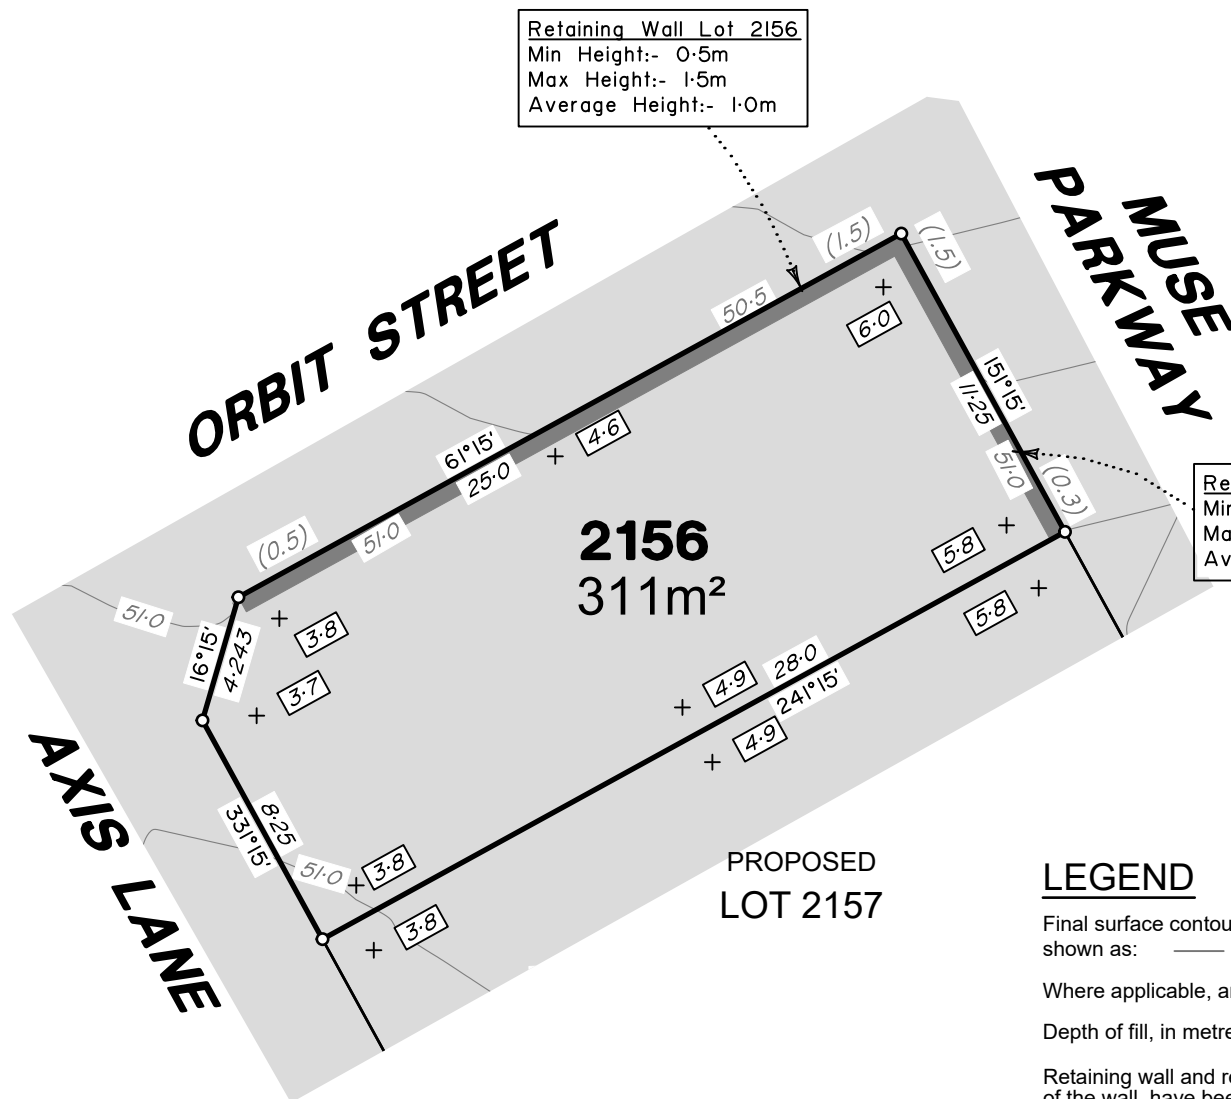 Retaining Wall Lot 2156
Min Height:- 0·5m
Max Height:- 1·5m
Average Height:- 1·0m
MUSE
PARKWAY
ORBIT STREET
(1.5)
(1.5)
50·5
6·0
151°15'
11·25
4·6
61°15'
25·0
51·0
(0.3)
Re
Min
Ma
Av
(0.5)
51·0
2156
311m²
5·8
5·8
51·0
16°15'
4·243
3·8
3·7
4·9
28·0
241°15'
4·9
AXIS LANE
8·25
331°15'
51·0
3·8
3·8
PROPOSED
LOT 2157
LEGEND
Final surface contou
shown as:
Where applicable, a
Depth of fill, in metre
Retaining wall and r
of the wall, have bee